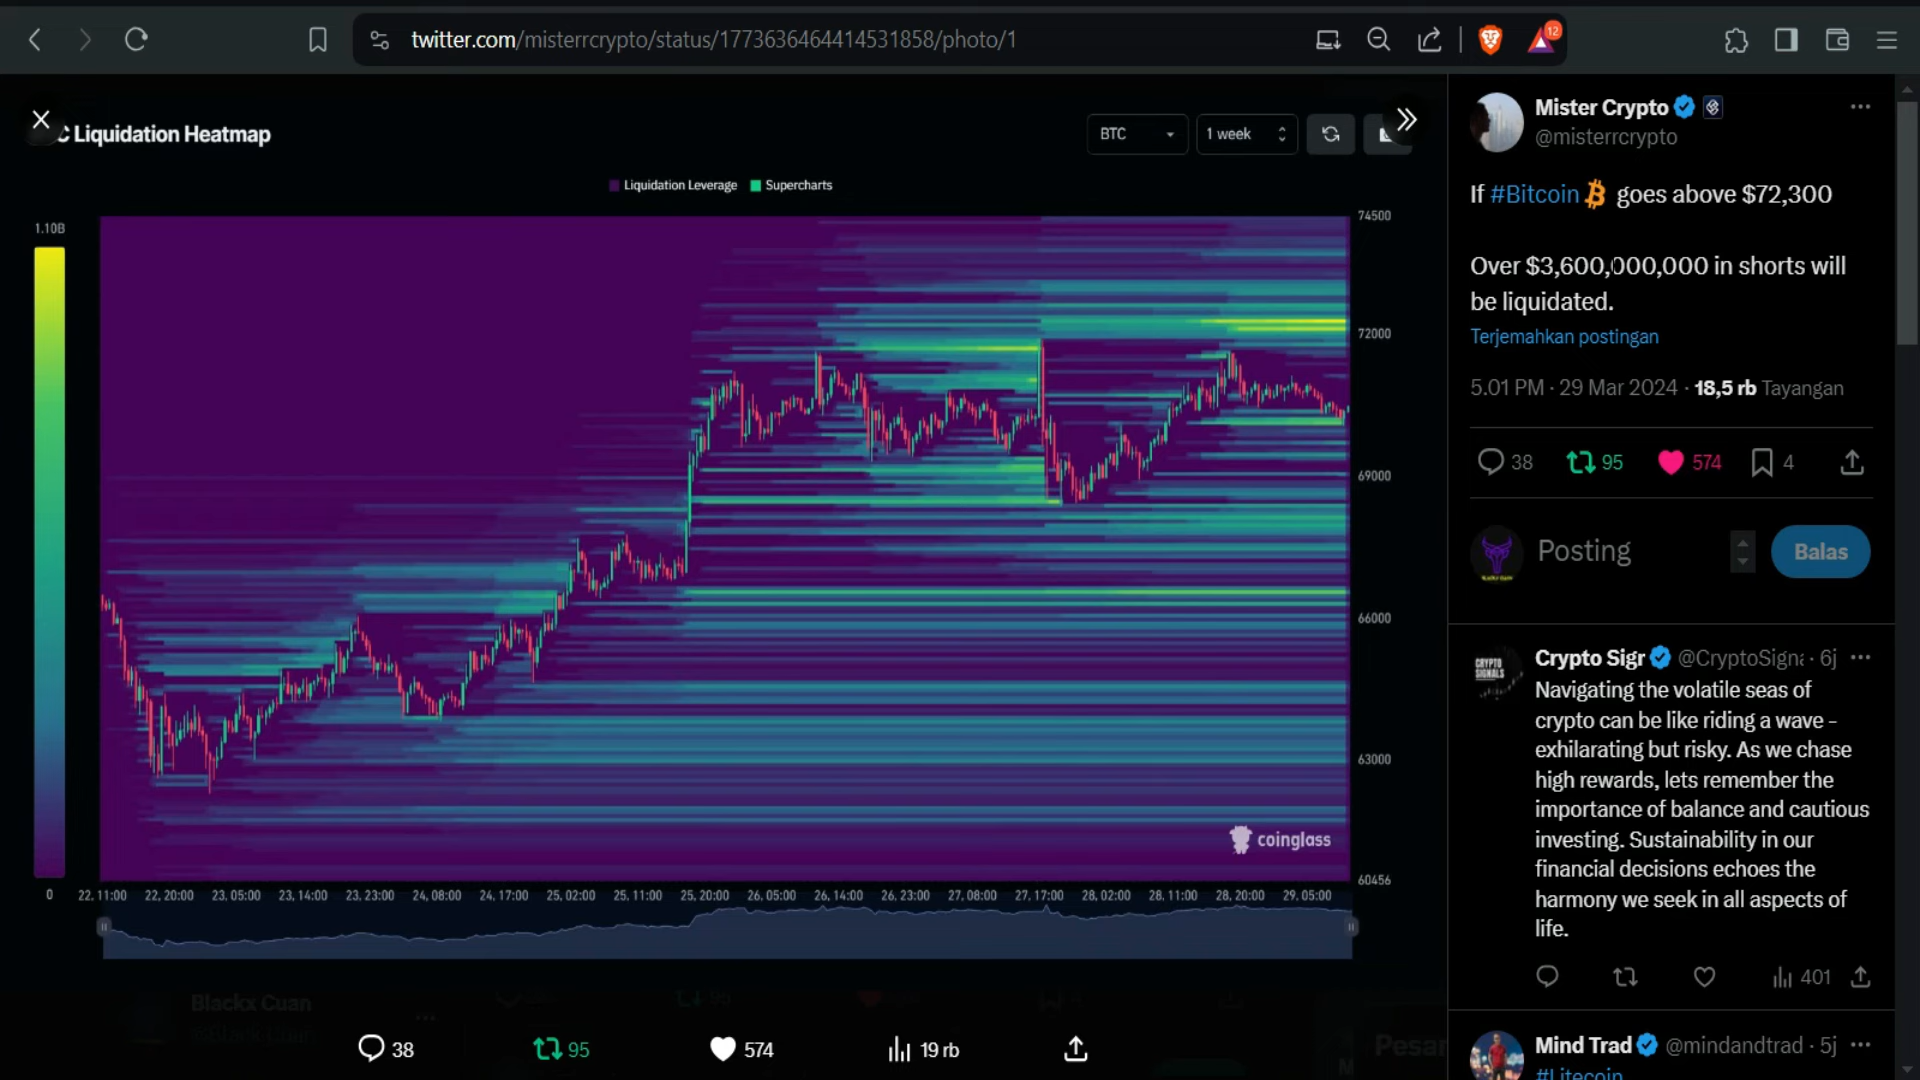 twitter.com/misterrcrypto/status/1773636464414531858/photo/1
12
C Liquidation Heatmap
BTC
1 week
Liquidation Leverage
Supercharts
1.10B
0
74500
72000
69000
66000
63000
60456
coinglass
22, 11:00
22, 20:00
23, 05:00
23, 14:00
23, 23:00
24, 08:00
24, 17:00
25, 02:00
25, 11:00
25, 20:00
26, 05:00
26, 14:00
26, 23:00
27, 08:00
27, 17:00
28, 02:00
28, 11:00
28, 20:00
29, 05:00
Blackx Cuan
38
95
574
19 rb
Pesan
Mister Crypto
@misterrcrypto
If #Bitcoin goes above $72,300
Over $3,600,000,000 in shorts will
be liquidated.
Terjemahkan postingan
5.01 PM · 29 Mar 2024 · 18,5 rb Tayangan
38
95
574
4
Posting
Balas
CRYPTO
SIGNALS
Crypto Sigr @CryptoSigna · 6j
Navigating the volatile seas of
crypto can be like riding a wave -
exhilarating but risky. As we chase
high rewards, lets remember the
importance of balance and cautious
investing. Sustainability in our
financial decisions echoes the
harmony we seek in all aspects of
life.
401
Mind Trad @mindandtrad · 5j
#Litecoin